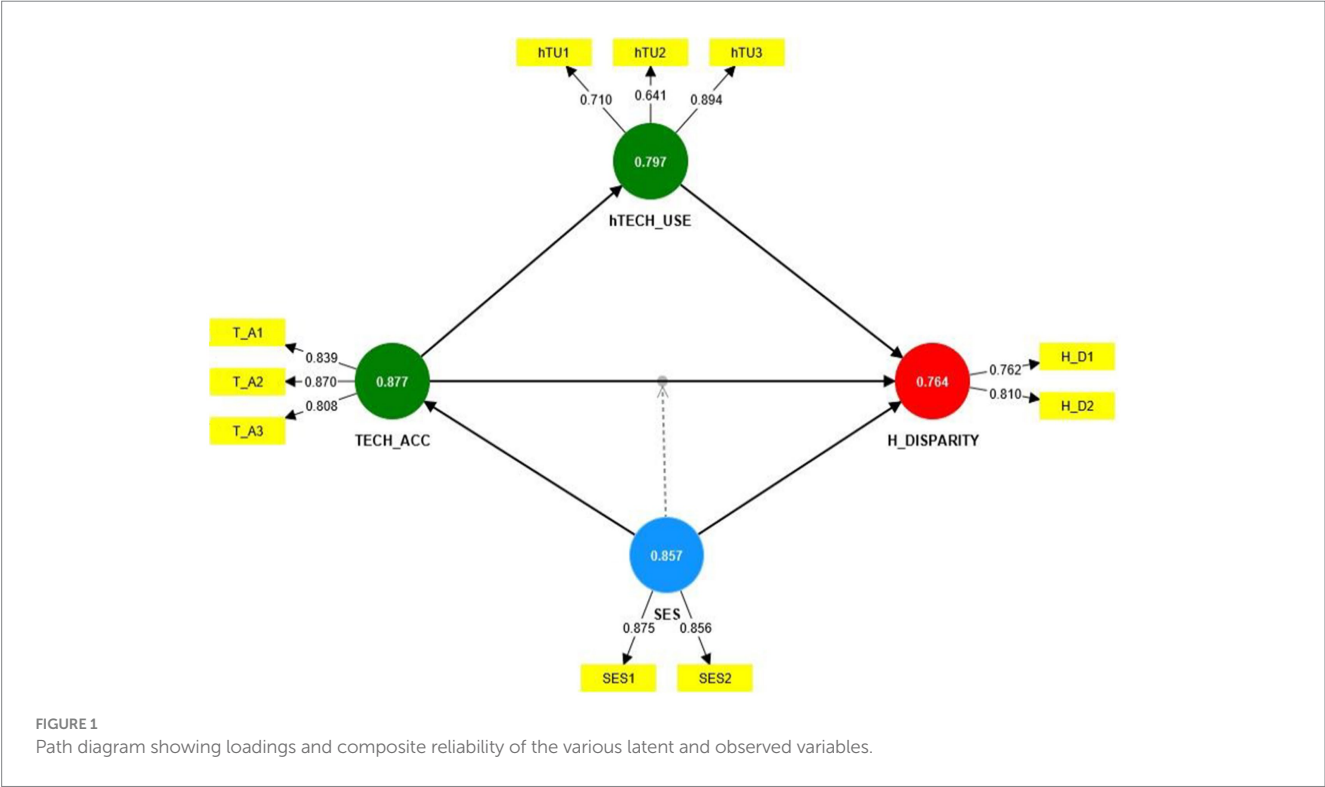 hTU1 hTU2 hTU3
0.710 0.641 0.894
0.797
hTECH_USE
T_A1
T_A2
T_A3
0.839
0.870
0.808
0.877
TECH_ACC
0.764
H_DISPARITY
0.762
0.810
H_D1
H_D2
0.857
SES
0.875 0.856
SES1 SES2
FIGURE 1
Path diagram showing loadings and composite reliability of the various latent and observed variables.